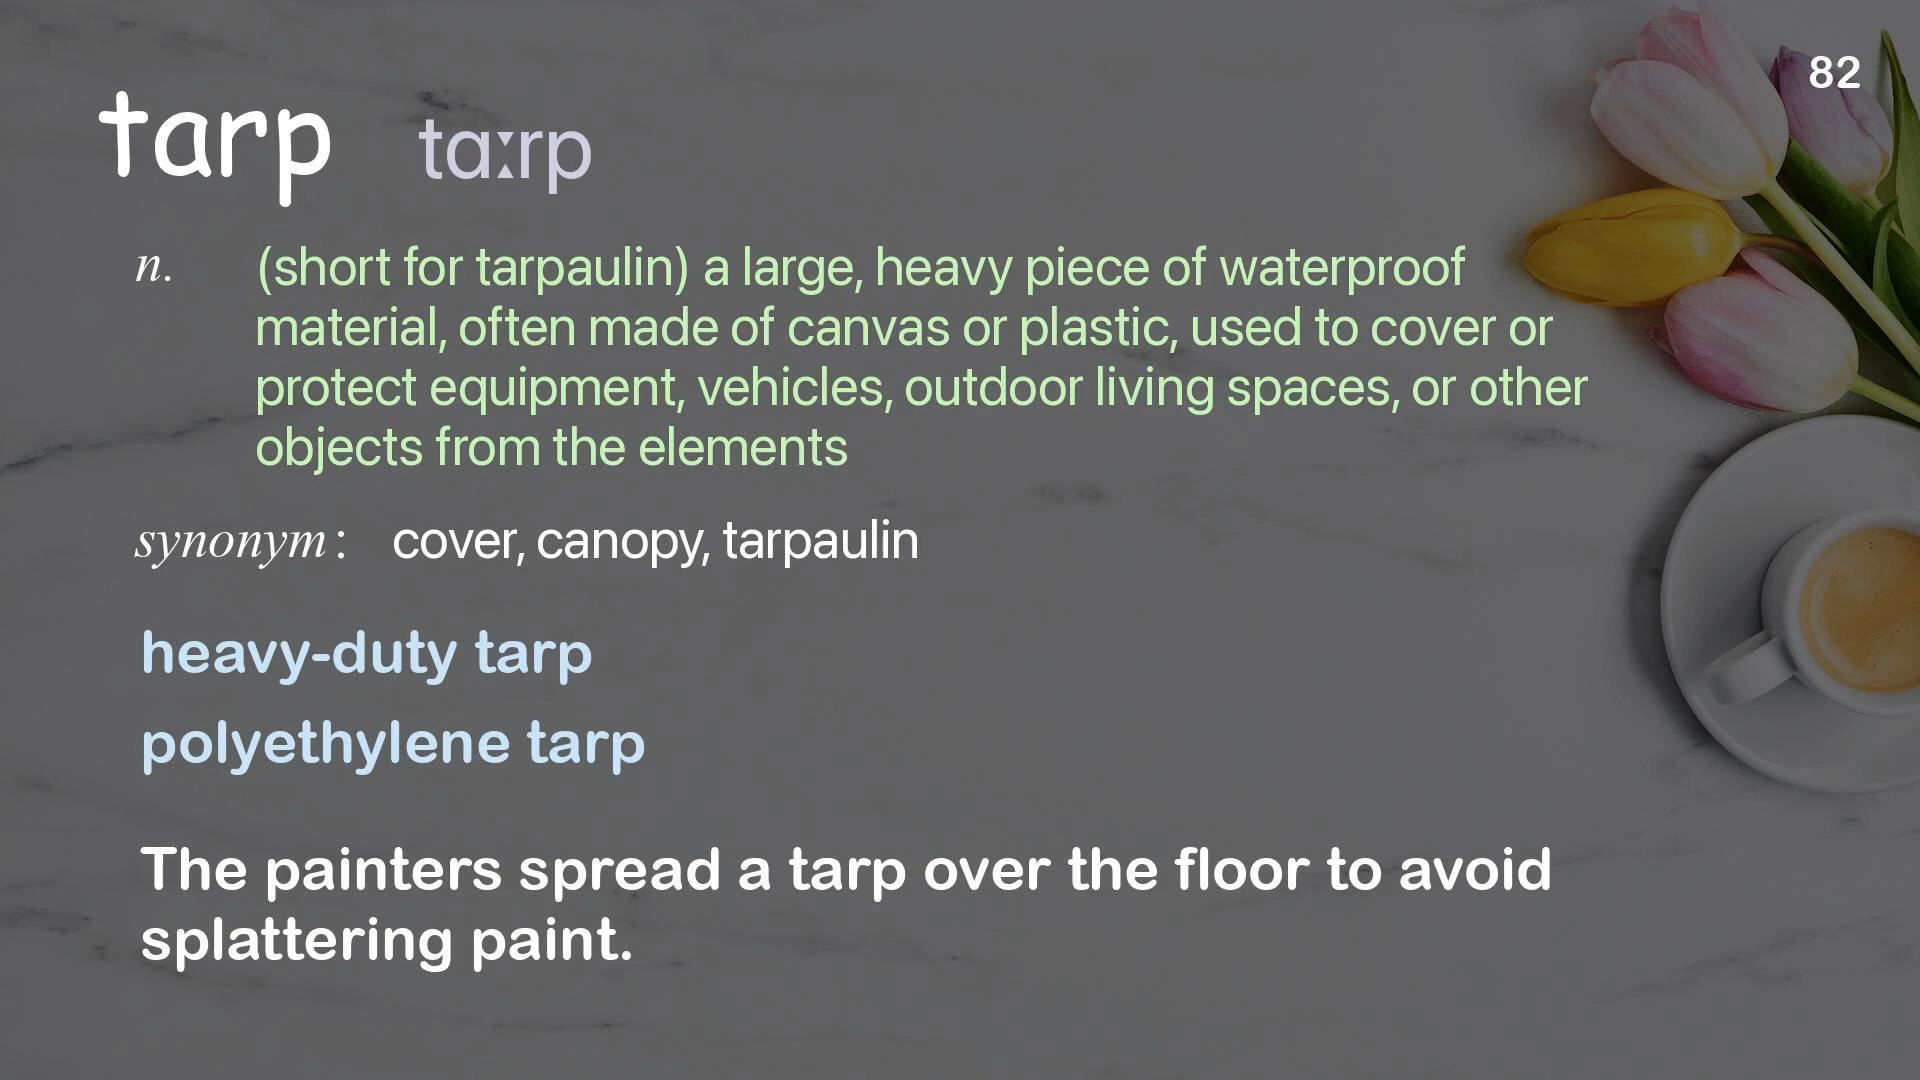 82
tarp tɑːrp
n. (short for tarpaulin) a large, heavy piece of waterproof
material, often made of canvas or plastic, used to cover or
protect equipment, vehicles, outdoor living spaces, or other
objects from the elements
synonym: cover, canopy, tarpaulin
heavy-duty tarp
polyethylene tarp
The painters spread a tarp over the floor to avoid
splattering paint.